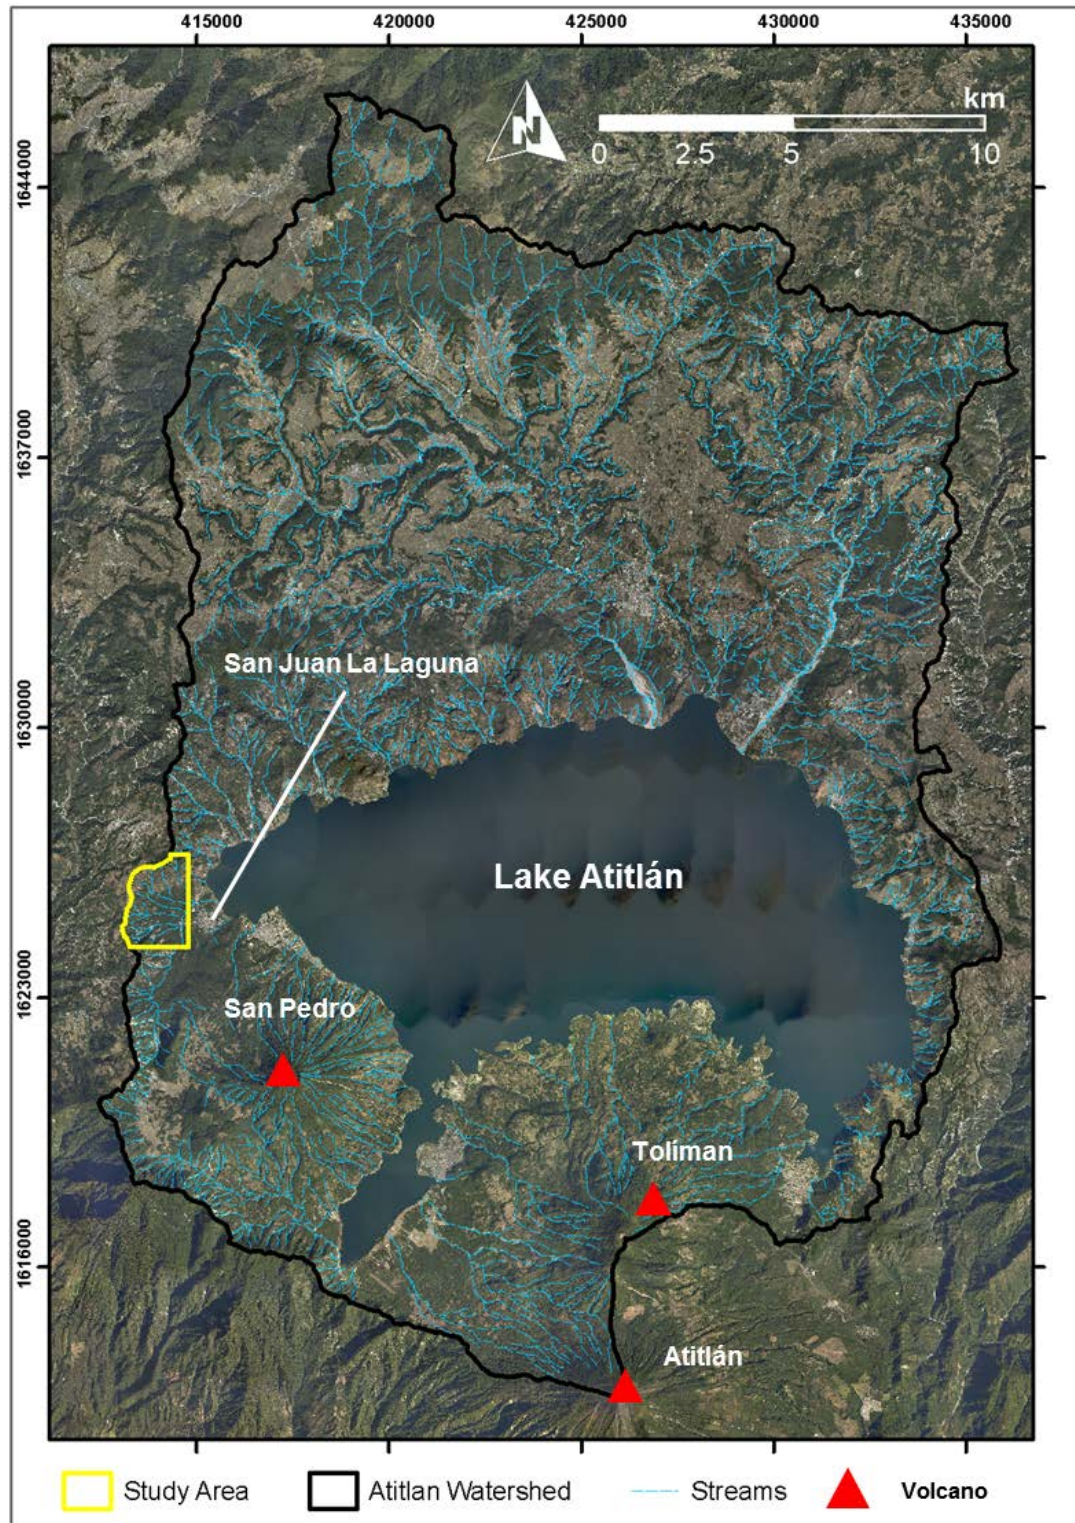 415000 420000 425000 430000 435000
km
N
0 2.5 5 10
1644000
1637000
San Juan La Laguna
1630000
Lake Atitlán
1623000
San Pedro
Tolíman
1616000
Atitlán
Study Area Atitlan Watershed Streams Volcano